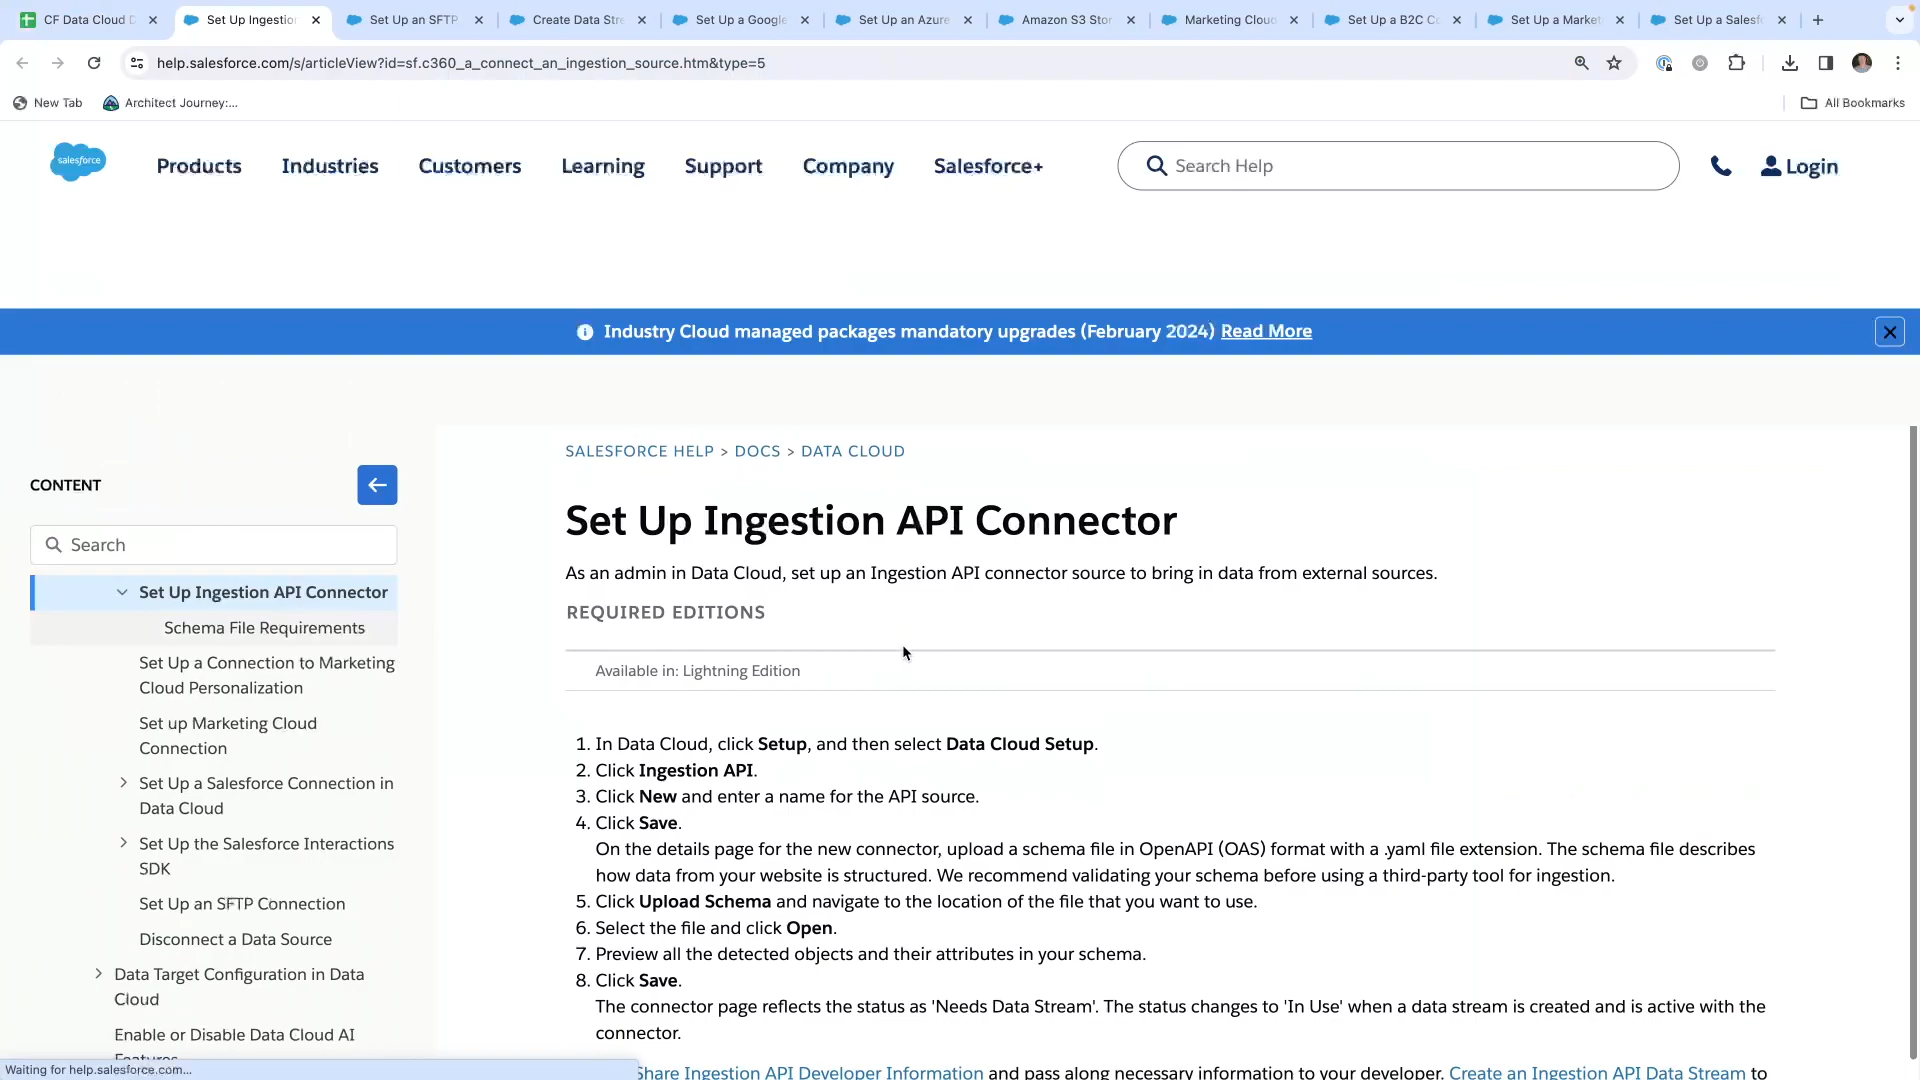 CF Data Cloud D
Set Up Ingestion
Set Up an SFTP
Create Data Stre
Set Up a Google
Set Up an Azure
Amazon S3 Stor
Marketing Cloud
Set Up a B2C Co
Set Up a Market
Set Up a Salesf
help.salesforce.com/s/articleView?id=sf.c360_a_connect_an_ingestion_source.htm&type=5
New Tab
Architect Journey:...
All Bookmarks
salesforce
Products
Industries
Customers
Learning
Support
Company
Salesforce+
Search Help
Login
Industry Cloud managed packages mandatory upgrades (February 2024) Read More
CONTENT
Search
Set Up Ingestion API Connector
Schema File Requirements
Set Up a Connection to Marketing
Cloud Personalization
Set up Marketing Cloud
Connection
Set Up a Salesforce Connection in
Data Cloud
Set Up the Salesforce Interactions
SDK
Set Up an SFTP Connection
Disconnect a Data Source
Data Target Configuration in Data
Cloud
Enable or Disable Data Cloud AI
Features
Waiting for help.salesforce.com...
SALESFORCE HELP > DOCS > DATA CLOUD
Set Up Ingestion API Connector
As an admin in Data Cloud, set up an Ingestion API connector source to bring in data from external sources.
REQUIRED EDITIONS
Available in: Lightning Edition
1. In Data Cloud, click Setup, and then select Data Cloud Setup.
2. Click Ingestion API.
3. Click New and enter a name for the API source.
4. Click Save.
On the details page for the new connector, upload a schema file in OpenAPI (OAS) format with a .yaml file extension. The schema file describes
how data from your website is structured. We recommend validating your schema before using a third-party tool for ingestion.
5. Click Upload Schema and navigate to the location of the file that you want to use.
6. Select the file and click Open.
7. Preview all the detected objects and their attributes in your schema.
8. Click Save.
The connector page reflects the status as 'Needs Data Stream'. The status changes to 'In Use' when a data stream is created and is active with the
connector.
Share Ingestion API Developer Information and pass along necessary information to your developer. Create an Ingestion API Data Stream to